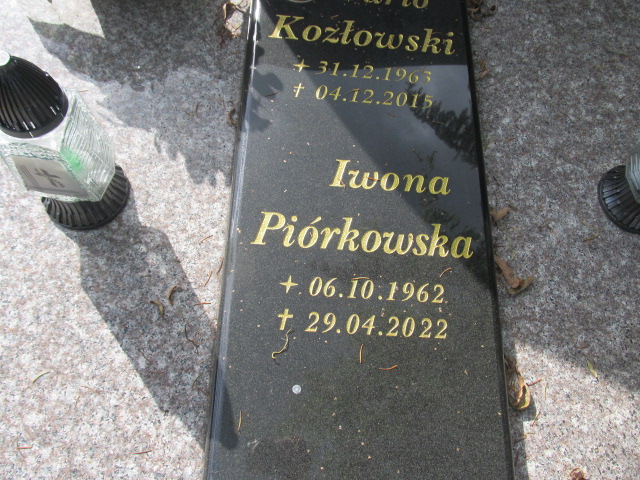 Kozłowski
✦ 31.12.1963
✝ 04.12.2015
Iwona
Piórkowska
✦ 06.10.1962
✝ 29.04.2022